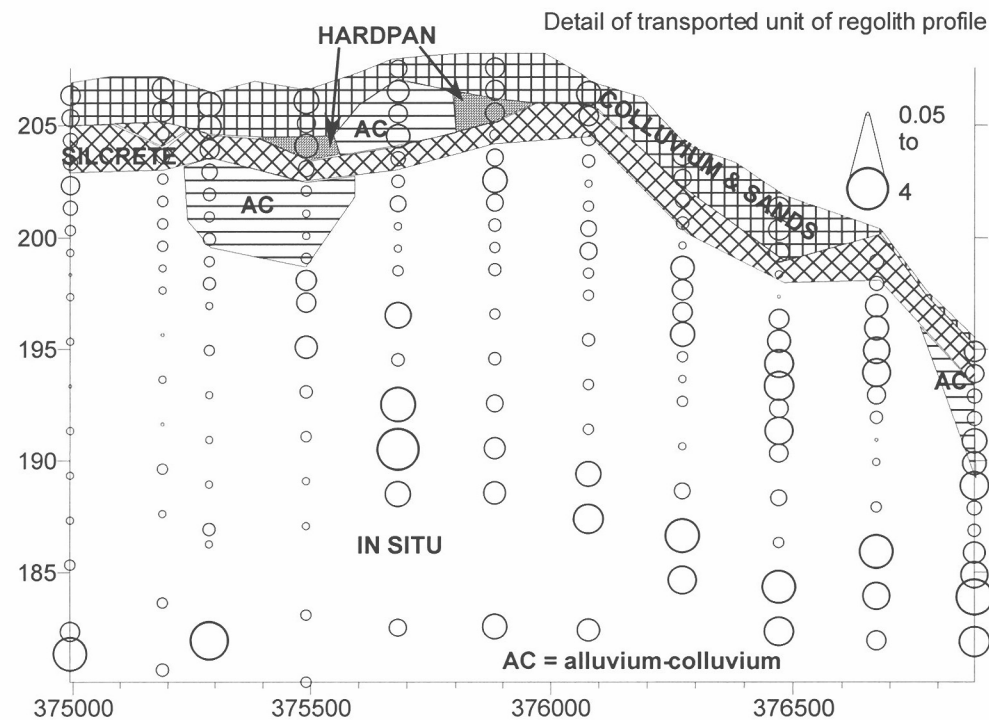 Detail of transported unit of regolith profile
HARDPAN
0.05
to
4
COLLUVIUM & SANDS
205
AC
SILCRETE
AC
200
195
AC
190
IN SITU
185
AC = alluvium-colluvium
375000
375500
376000
376500